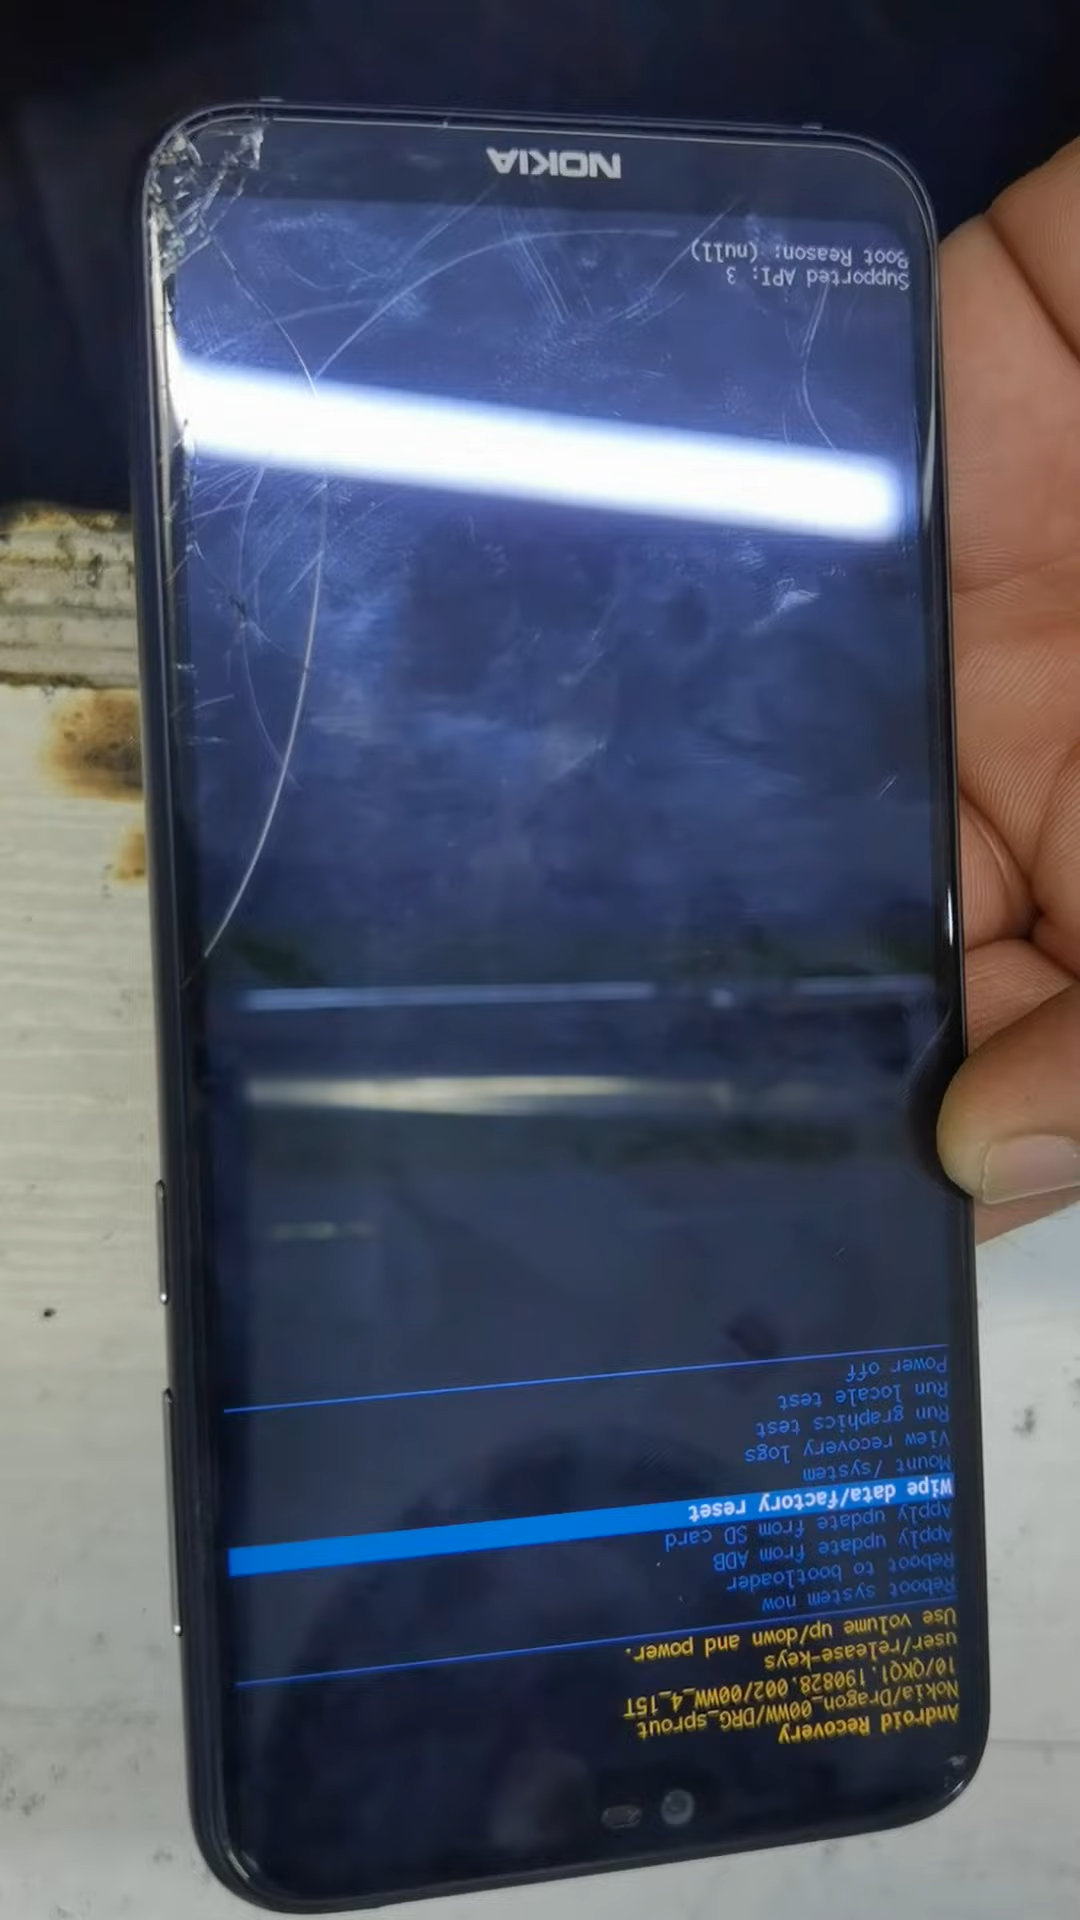 Android Recovery
Nokia/Dragon_00WW/DRG_sprout
10/QKQ1.190828.002/00WW_4_15T
user/release-keys
Use volume up/down and power.
Reboot system now
Reboot to bootloader
Apply update from ADB
Apply update from SD card
Wipe data/factory reset
Mount /system
View recovery logs
Run graphics test
Run locale test
Power off
Supported API: 3
Boot Reason: (null)
NOKIA